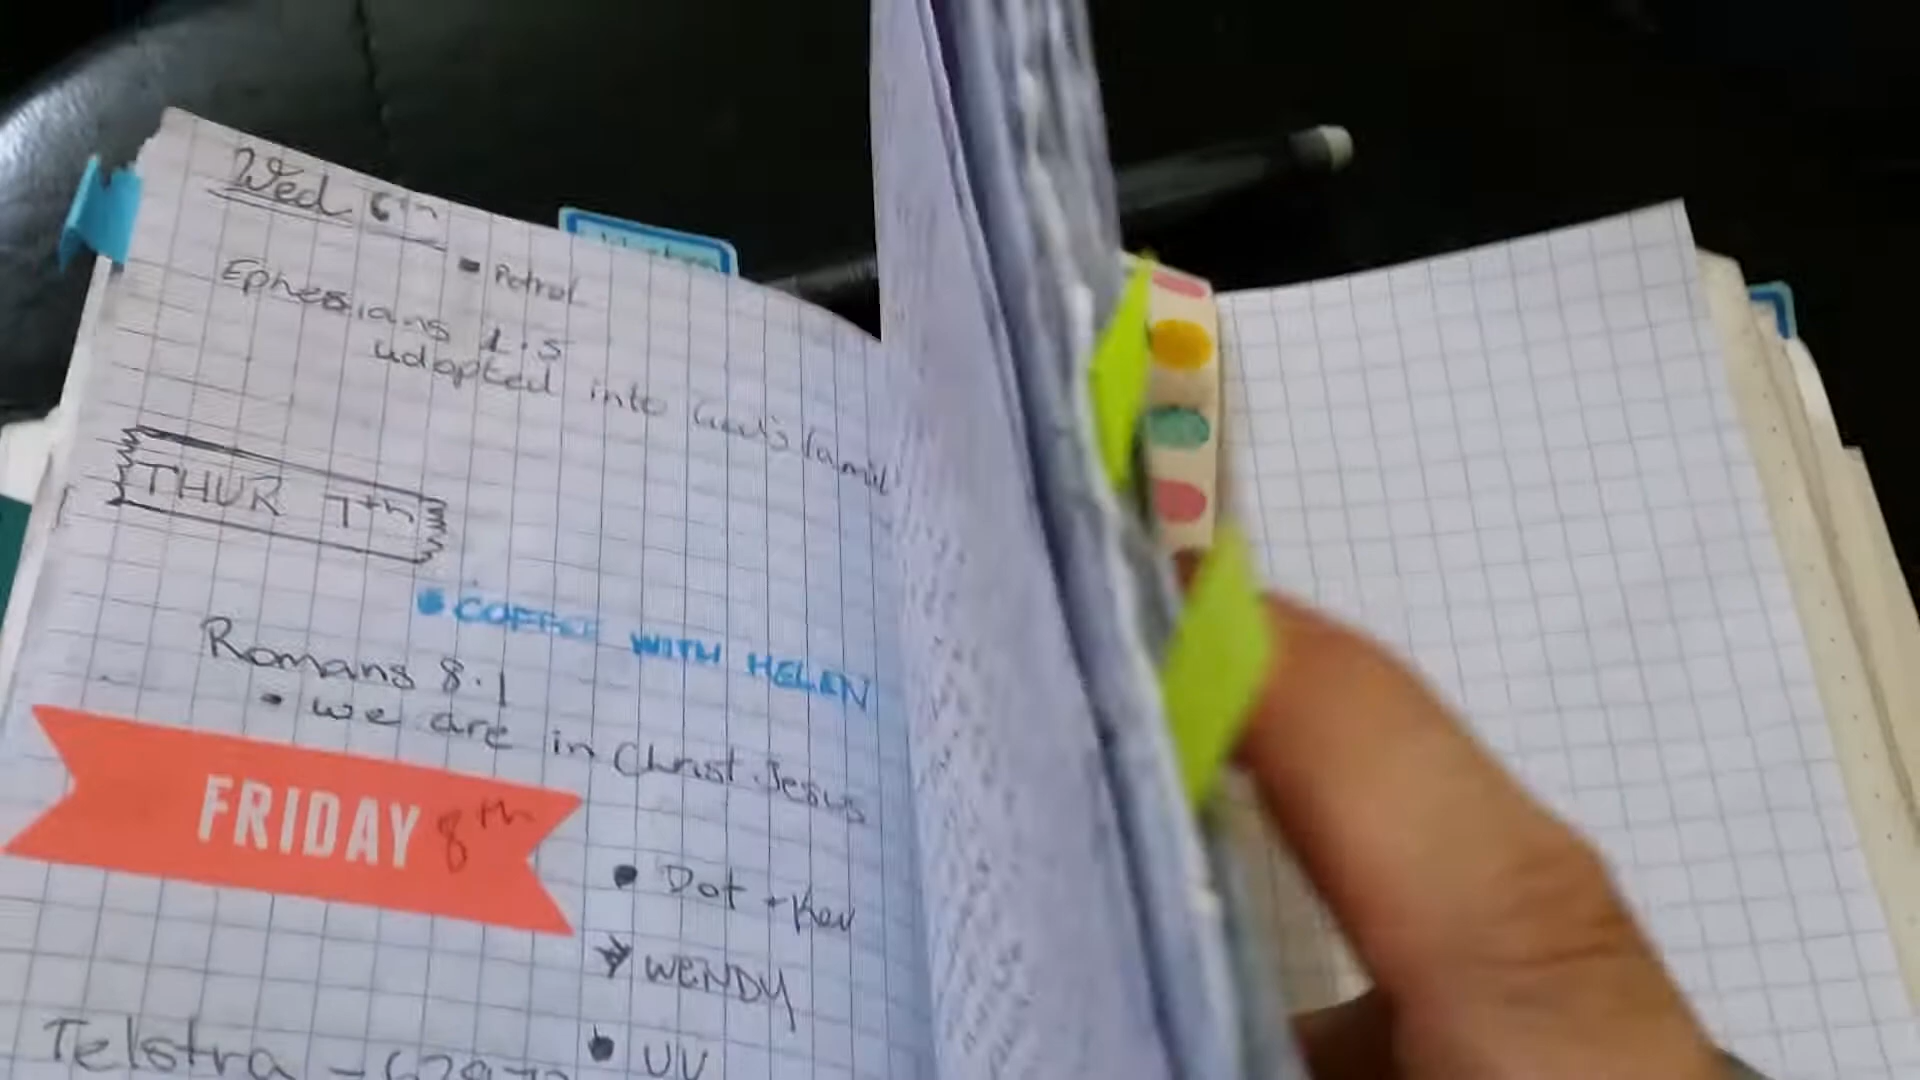 Wed 6th
• Petrol
Ephesians 1.5
adopted into God's famil
THUR 7th
• COFFEE WITH HELEN
Romans 8.1
• we are in Christ Jesus
FRIDAY 8th
• Dot + Kev
WENDY
Telstra -
• UV